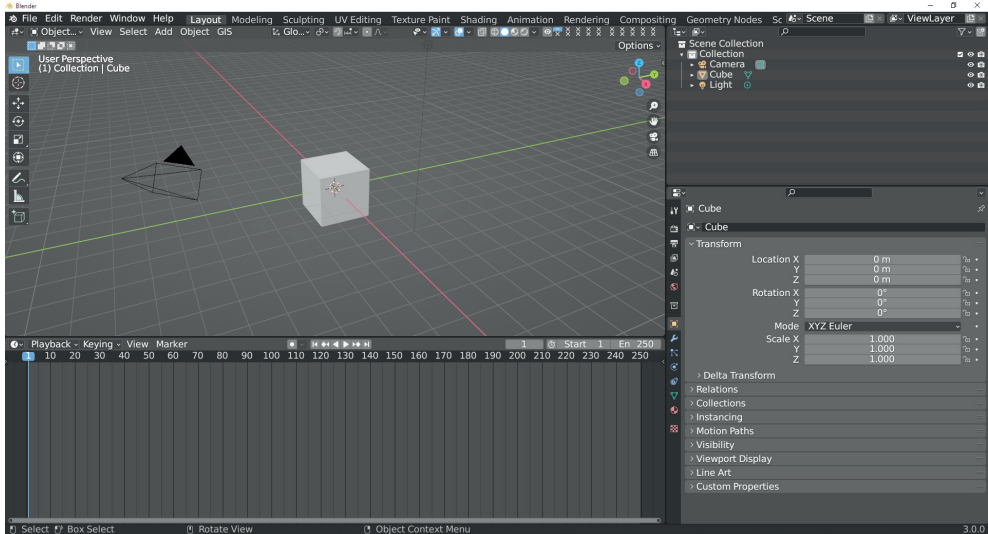 Blender
File Edit Render Window Help Layout Modeling Sculpting UV Editing Texture Paint Shading Animation Rendering Compositing Geometry Nodes Sc Scene ViewLayer
Object... View Select Add Object GIS Glo...
Options
User Perspective
(1) Collection | Cube
Z
Y
X
Scene Collection
Collection
Camera
Cube
Light
Cube
Cube
Transform
Location X 0 m
Y 0 m
Z 0 m
Rotation X 0°
Y 0°
Z 0°
Mode XYZ Euler
Scale X 1.000
Y 1.000
Z 1.000
Delta Transform
Relations
Collections
Instancing
Motion Paths
Visibility
Viewport Display
Line Art
Custom Properties
Playback Keying View Marker 1 Start 1 En 250
1 10 20 30 40 50 60 70 80 90 100 110 120 130 140 150 160 170 180 190 200 210 220 230 240 250
Select Box Select Rotate View Object Context Menu 3.0.0